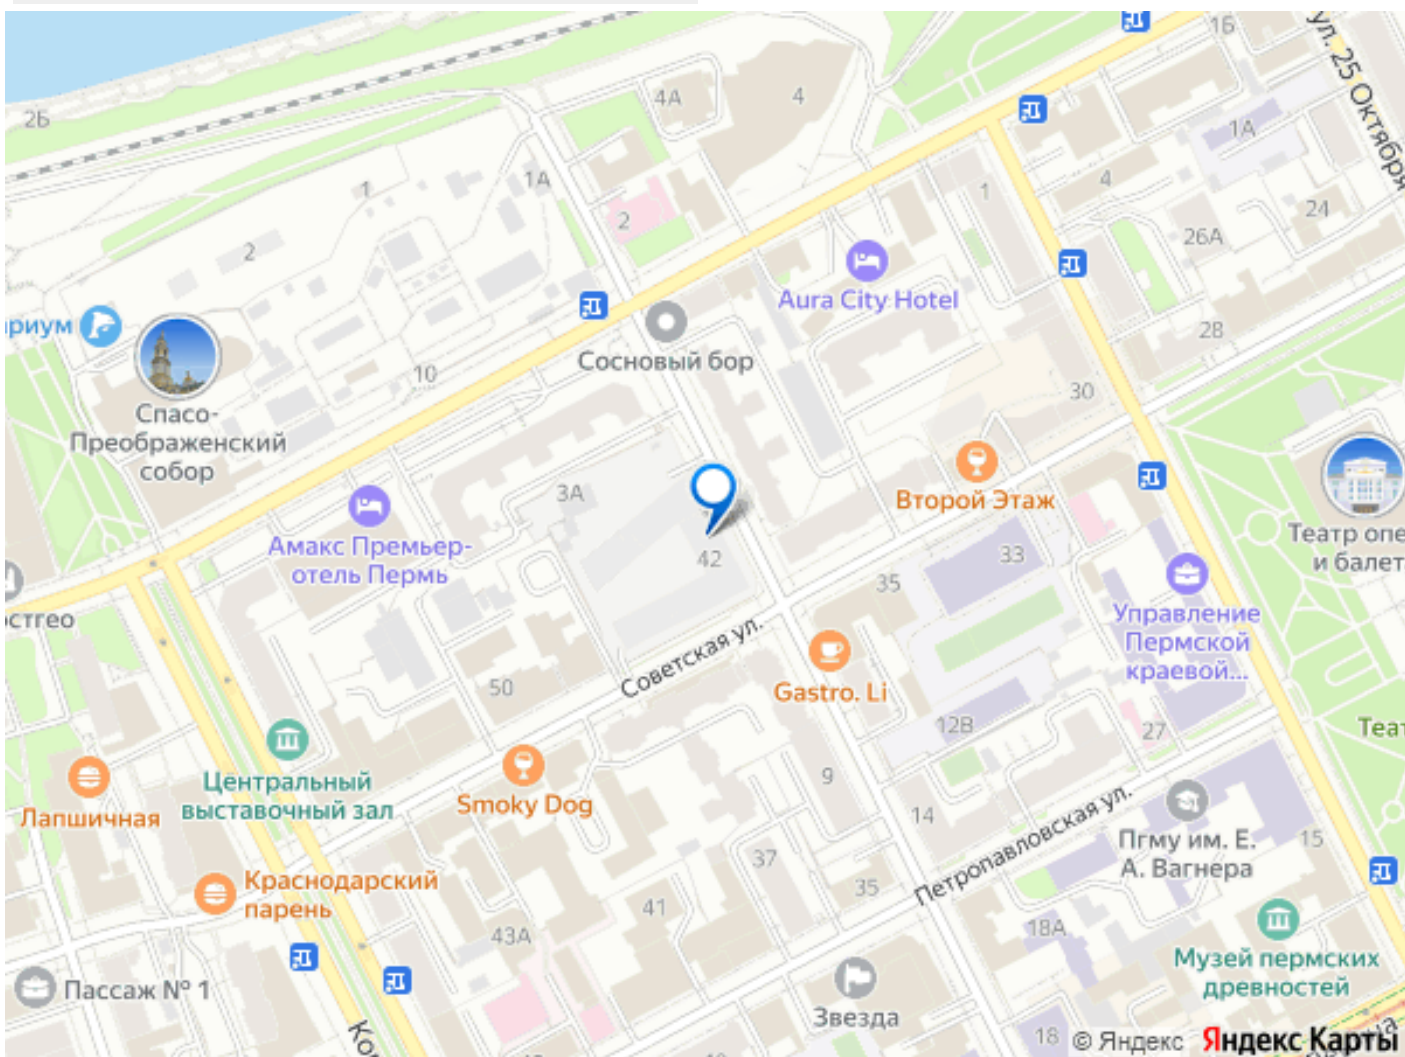 16
ул. 25 Октября
2Б
4А
4
1А
1
1А
4
1
2
24
26А
2
Aura City Hotel
28
Сосновый бор
10
30
Спасо-
Преображенский
собор
Второй Этаж
3А
Амакс Премьер-
отель Пермь
42
33
35
Управление
Пермской
краевой...
Советская ул.
50
Gastro. Li
12В
27
Центральный
выставочный зал
Smoky Dog
9
14
Лапшичная
Петропавловская ул.
Пгму им. Е.
А. Вагнера
15
37
35
Краснодарский
парень
41
43А
18А
Музей пермских
древностей
Пассаж № 1
Звезда
18
© Яндекс Яндекс Карты